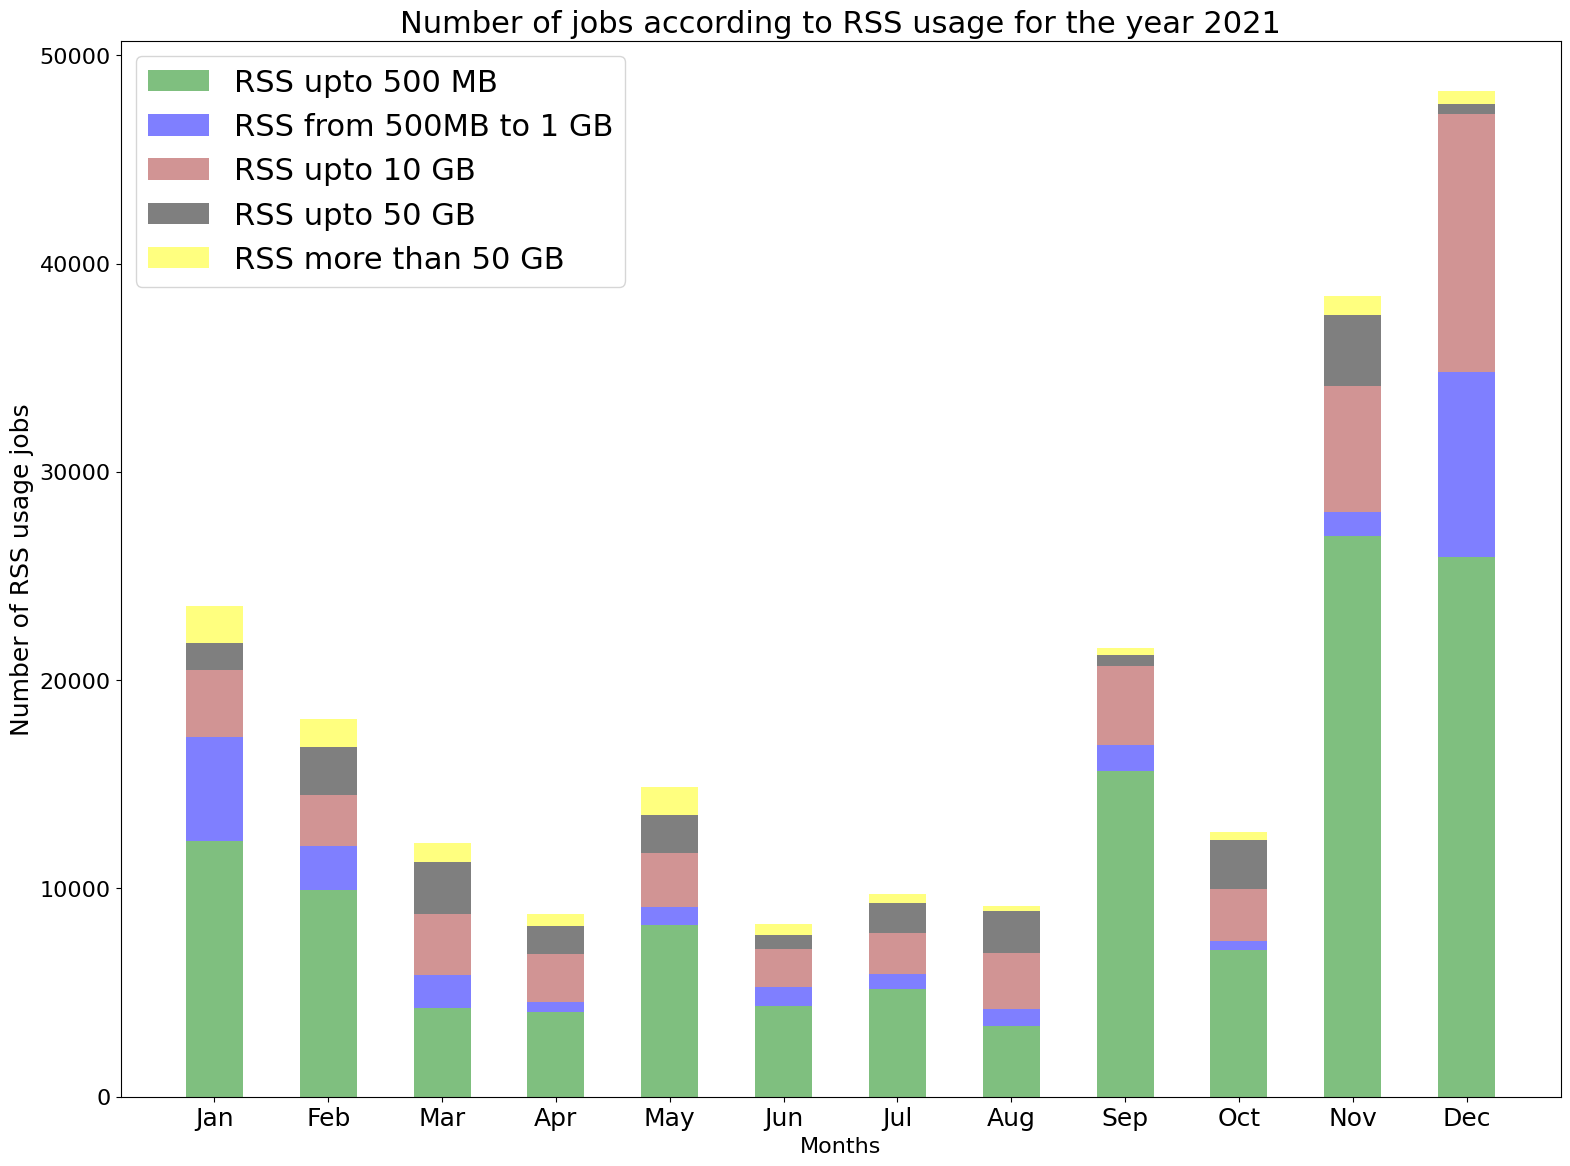 Number of jobs according to RSS usage for the year 2021
50000
40000
30000
20000
10000
0
Number of RSS usage jobs
RSS upto 500 MB
RSS from 500MB to 1 GB
RSS upto 10 GB
RSS upto 50 GB
RSS more than 50 GB
Jan Feb Mar Apr May Jun Jul Aug Sep Oct Nov Dec
Months